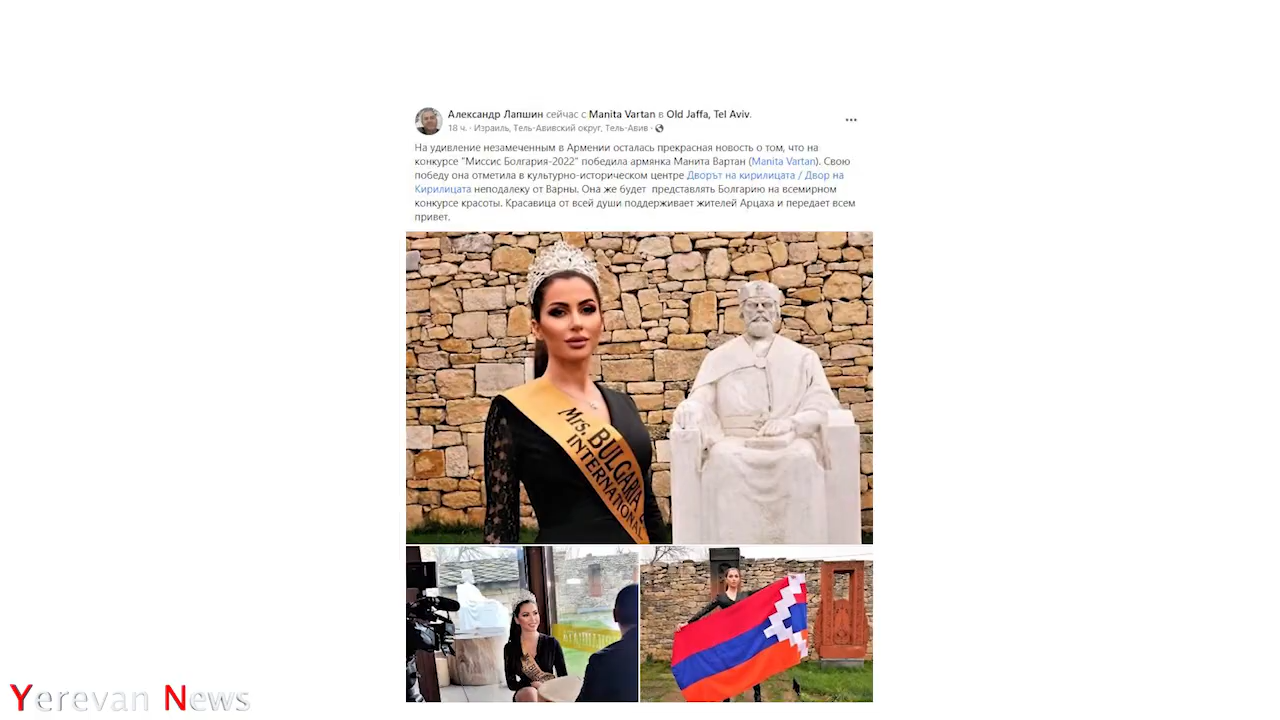 Александр Лапшин сейчас с Manita Vartan в Old Jaffa, Tel Aviv.
18 ч. · Израиль, Тель-Авивский округ, Тель-Авив ·
На удивление незамеченным в Армении осталась прекрасная новость о том, что на
конкурсе "Миссис Болгария-2022" победила армянка Манита Вартан (Manita Vartan). Свою
победу она отметила в культурно-историческом центре Дворът на кирилицата / Двор на
Кирилицата неподалеку от Варны. Она же будет представлять Болгарию на всемирном
конкурсе красоты. Красавица от всей души поддерживает жителей Арцаха и передает всем
привет.
Mrs. BULGARIA
INTERNATIONAL
Yerevan News